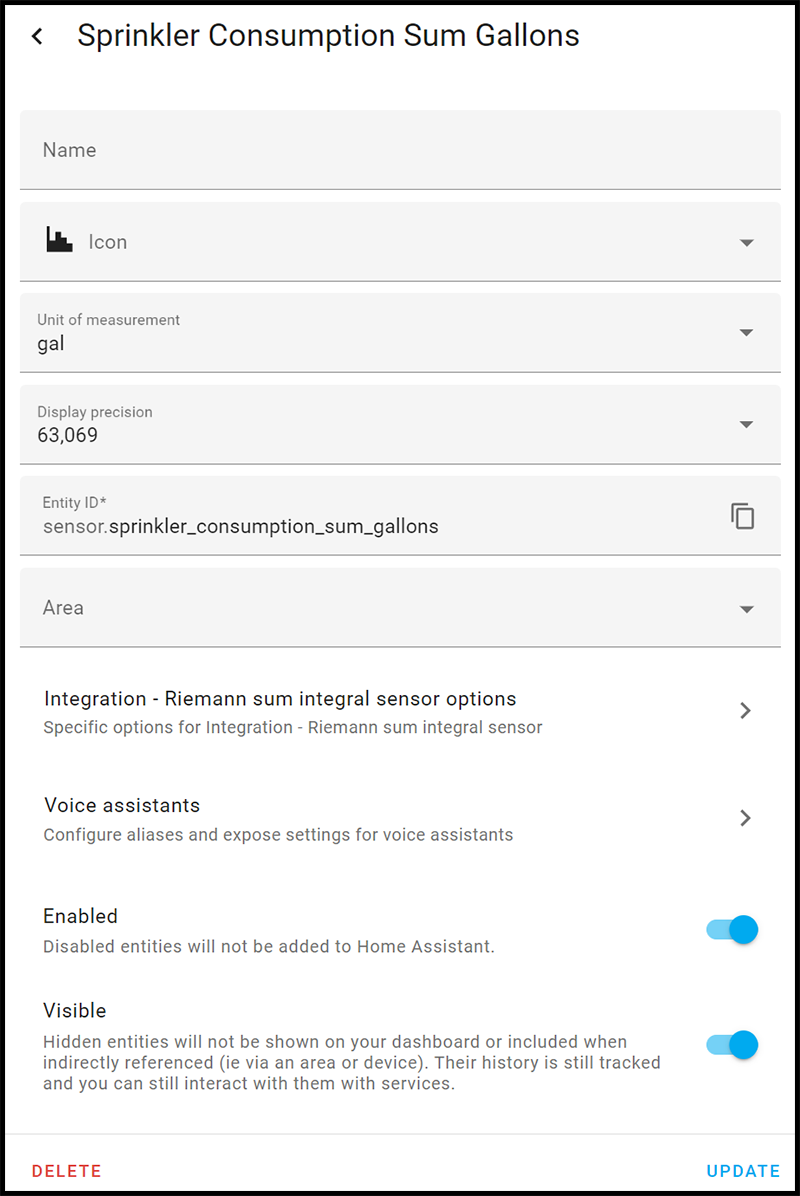 Sprinkler Consumption Sum Gallons
Name
Icon
Unit of measurement
gal
Display precision
63,069
Entity ID*
sensor.sprinkler_consumption_sum_gallons
Area
Integration - Riemann sum integral sensor options
Specific options for Integration - Riemann sum integral sensor
Voice assistants
Configure aliases and expose settings for voice assistants
Enabled
Disabled entities will not be added to Home Assistant.
Visible
Hidden entities will not be shown on your dashboard or included when
indirectly referenced (ie via an area or device). Their history is still tracked
and you can still interact with them with services.
DELETE
UPDATE